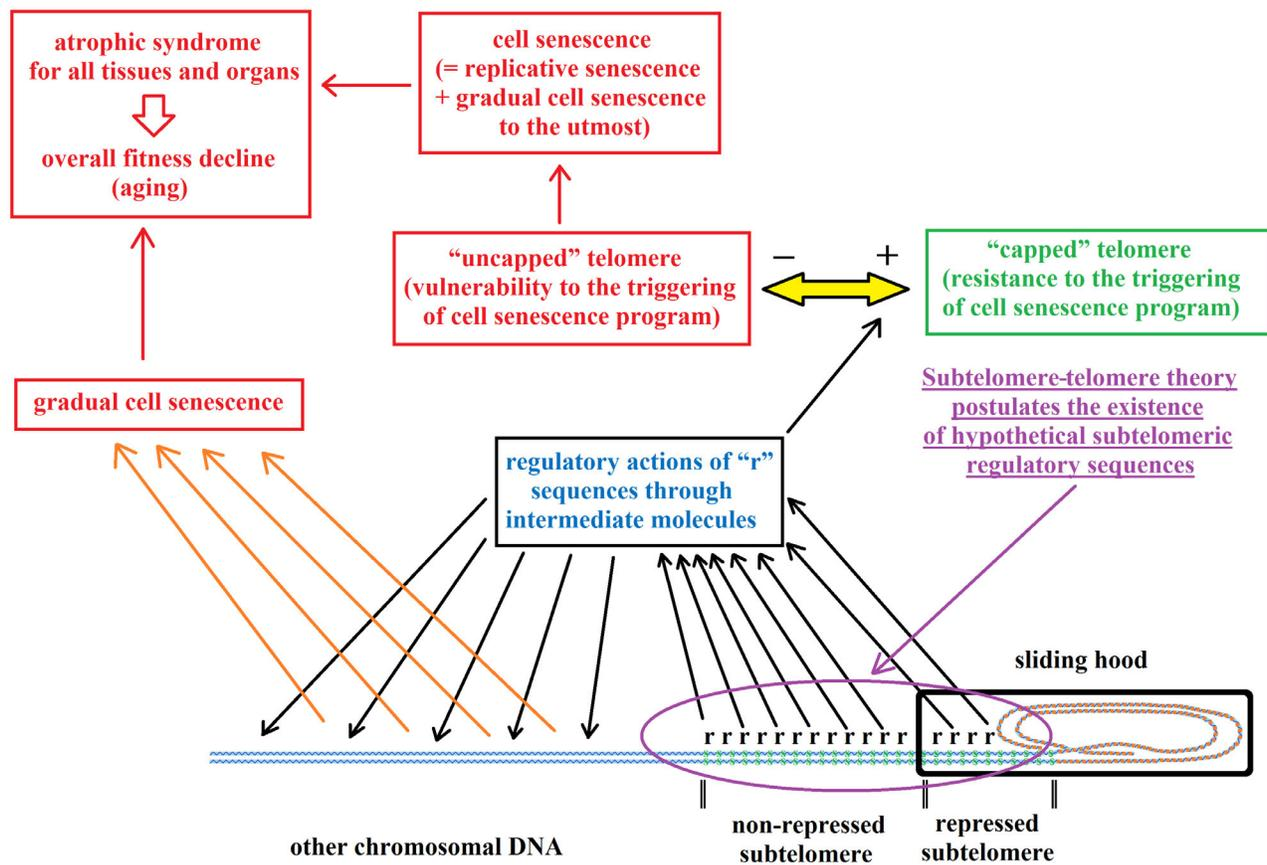 atrophic syndrome
for all tissues and organs
overall fitness decline
(aging)
cell senescence
(= replicative senescence
+ gradual cell senescence
to the utmost)
“uncapped” telomere
(vulnerability to the triggering
of cell senescence program)
– +
“capped” telomere
(resistance to the triggering
of cell senescence program)
gradual cell senescence
Subtelomere-telomere theory
postulates the existence
of hypothetical subtelomeric
regulatory sequences
regulatory actions of “r”
sequences through
intermediate molecules
sliding hood
r r r r r r r r r r r r r r r
other chromosomal DNA
non-repressed
subtelomere
repressed
subtelomere